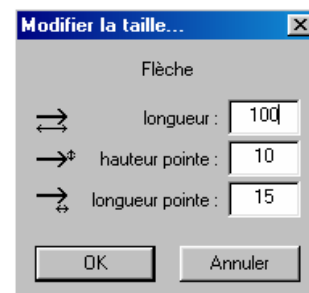 Modifier la taille...
Flèche
longueur : 100
hauteur pointe : 10
longueur pointe : 15
OK Annuler